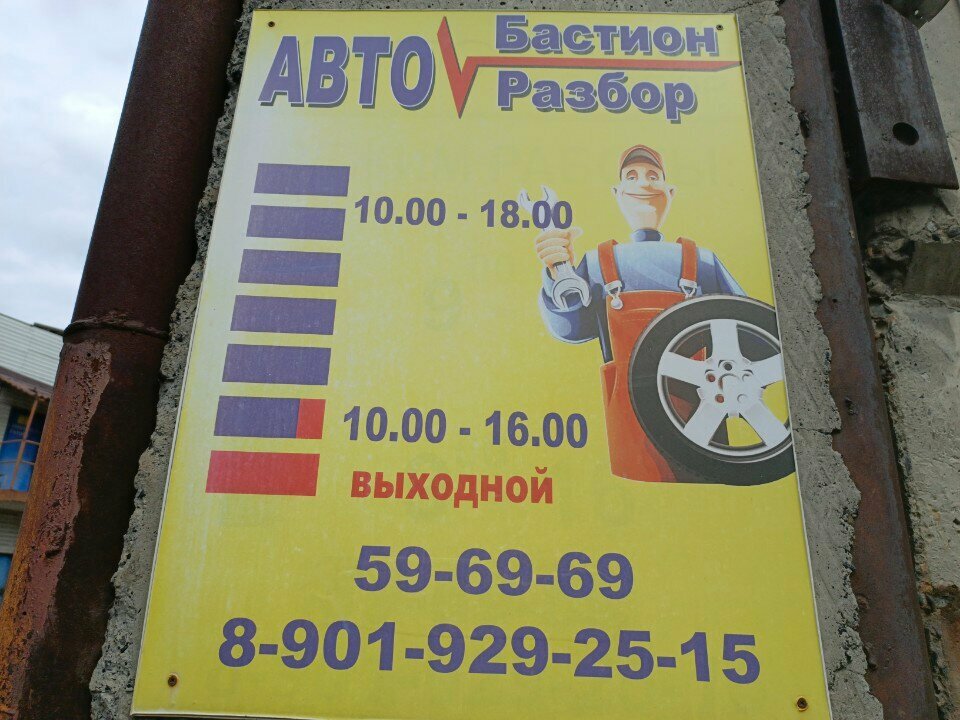 АВТО
Бастион
Разбор
10.00 - 18.00
10.00 - 16.00
ВЫХОДНОЙ
59-69-69
8-901-929-25-15